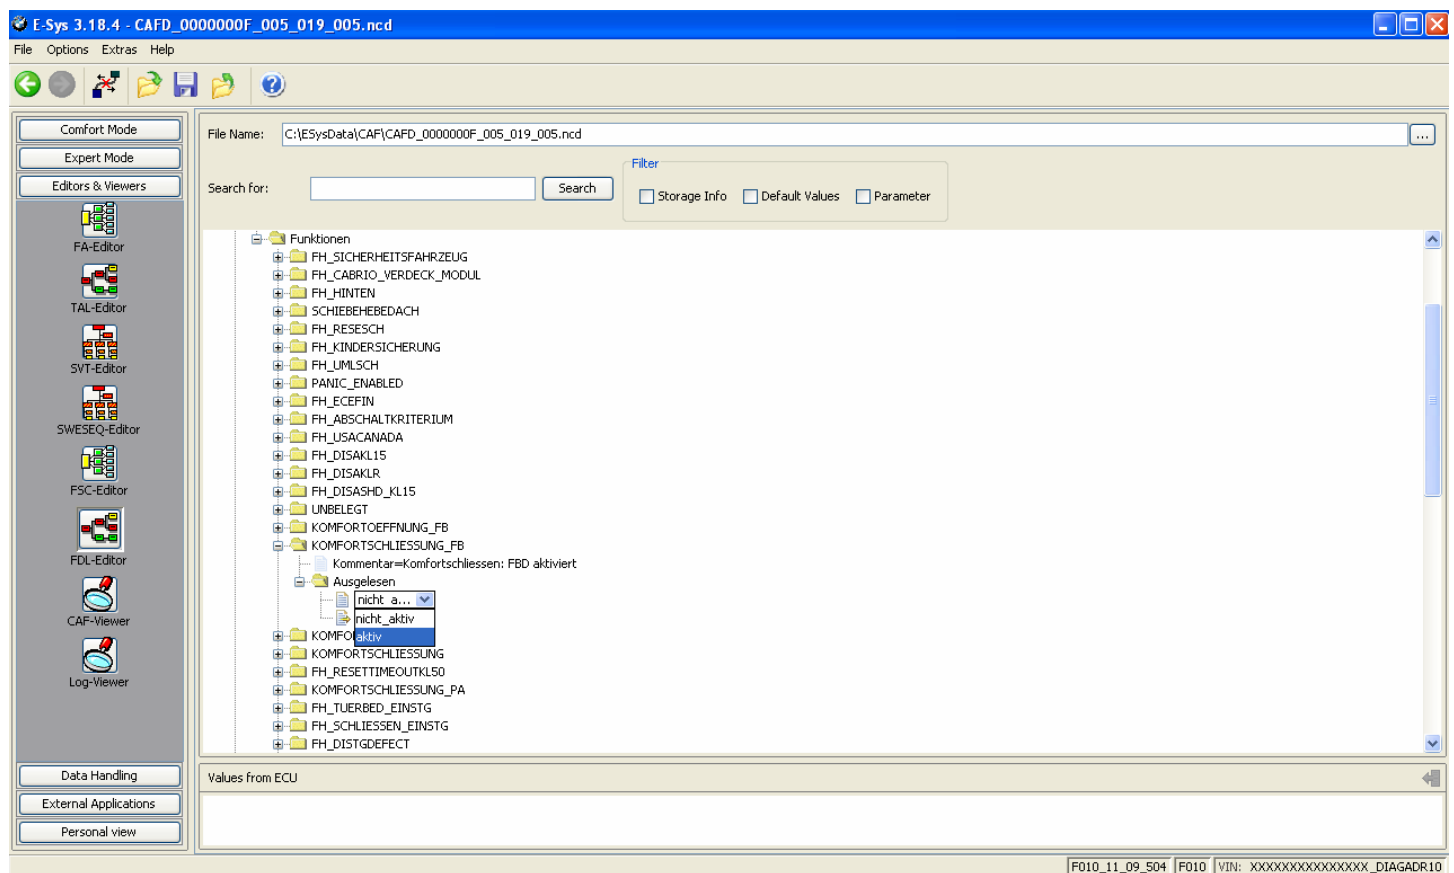 E-Sys 3.18.4 - CAFD_0000000F_005_019_005.ncd
File Options Extras Help
Comfort Mode
Expert Mode
Editors & Viewers
FA-Editor
TAL-Editor
SVT-Editor
SWESEQ-Editor
FSC-Editor
FDL-Editor
CAF-Viewer
Log-Viewer
Data Handling
External Applications
Personal view
File Name: C:\ESysData\CAF\CAFD_0000000F_005_019_005.ncd ...
Search for: Search
Filter
Storage Info Default Values Parameter
Funktionen
FH_SICHERHEITSFAHRZEUG
FH_CABRIO_VERDECK_MODUL
FH_HINTEN
SCHIEBEHEBEDACH
FH_RESESCH
FH_KINDERSICHERUNG
FH_UMLSCH
PANIC_ENABLED
FH_ECEFIN
FH_ABSCHALTKRITERIUM
FH_USACANADA
FH_DISAKL15
FH_DISAKLR
FH_DISASHD_KL15
UNBELEGT
KOMFORTOEFFNUNG_FB
KOMFORTSCHLIESSUNG_FB
Kommentar=Komfortschliessen: FBD aktiviert
Ausgelesen
nicht a...
nicht_aktiv
KOMFO aktiv
KOMFORTSCHLIESSUNG
FH_RESETTIMEOUTKL50
KOMFORTSCHLIESSUNG_PA
FH_TUERBED_EINSTG
FH_SCHLIESSEN_EINSTG
FH_DISTGDEFECT
Values from ECU
F010_11_09_504 F010 VIN: XXXXXXXXXXXXXXX_DIAGADR10